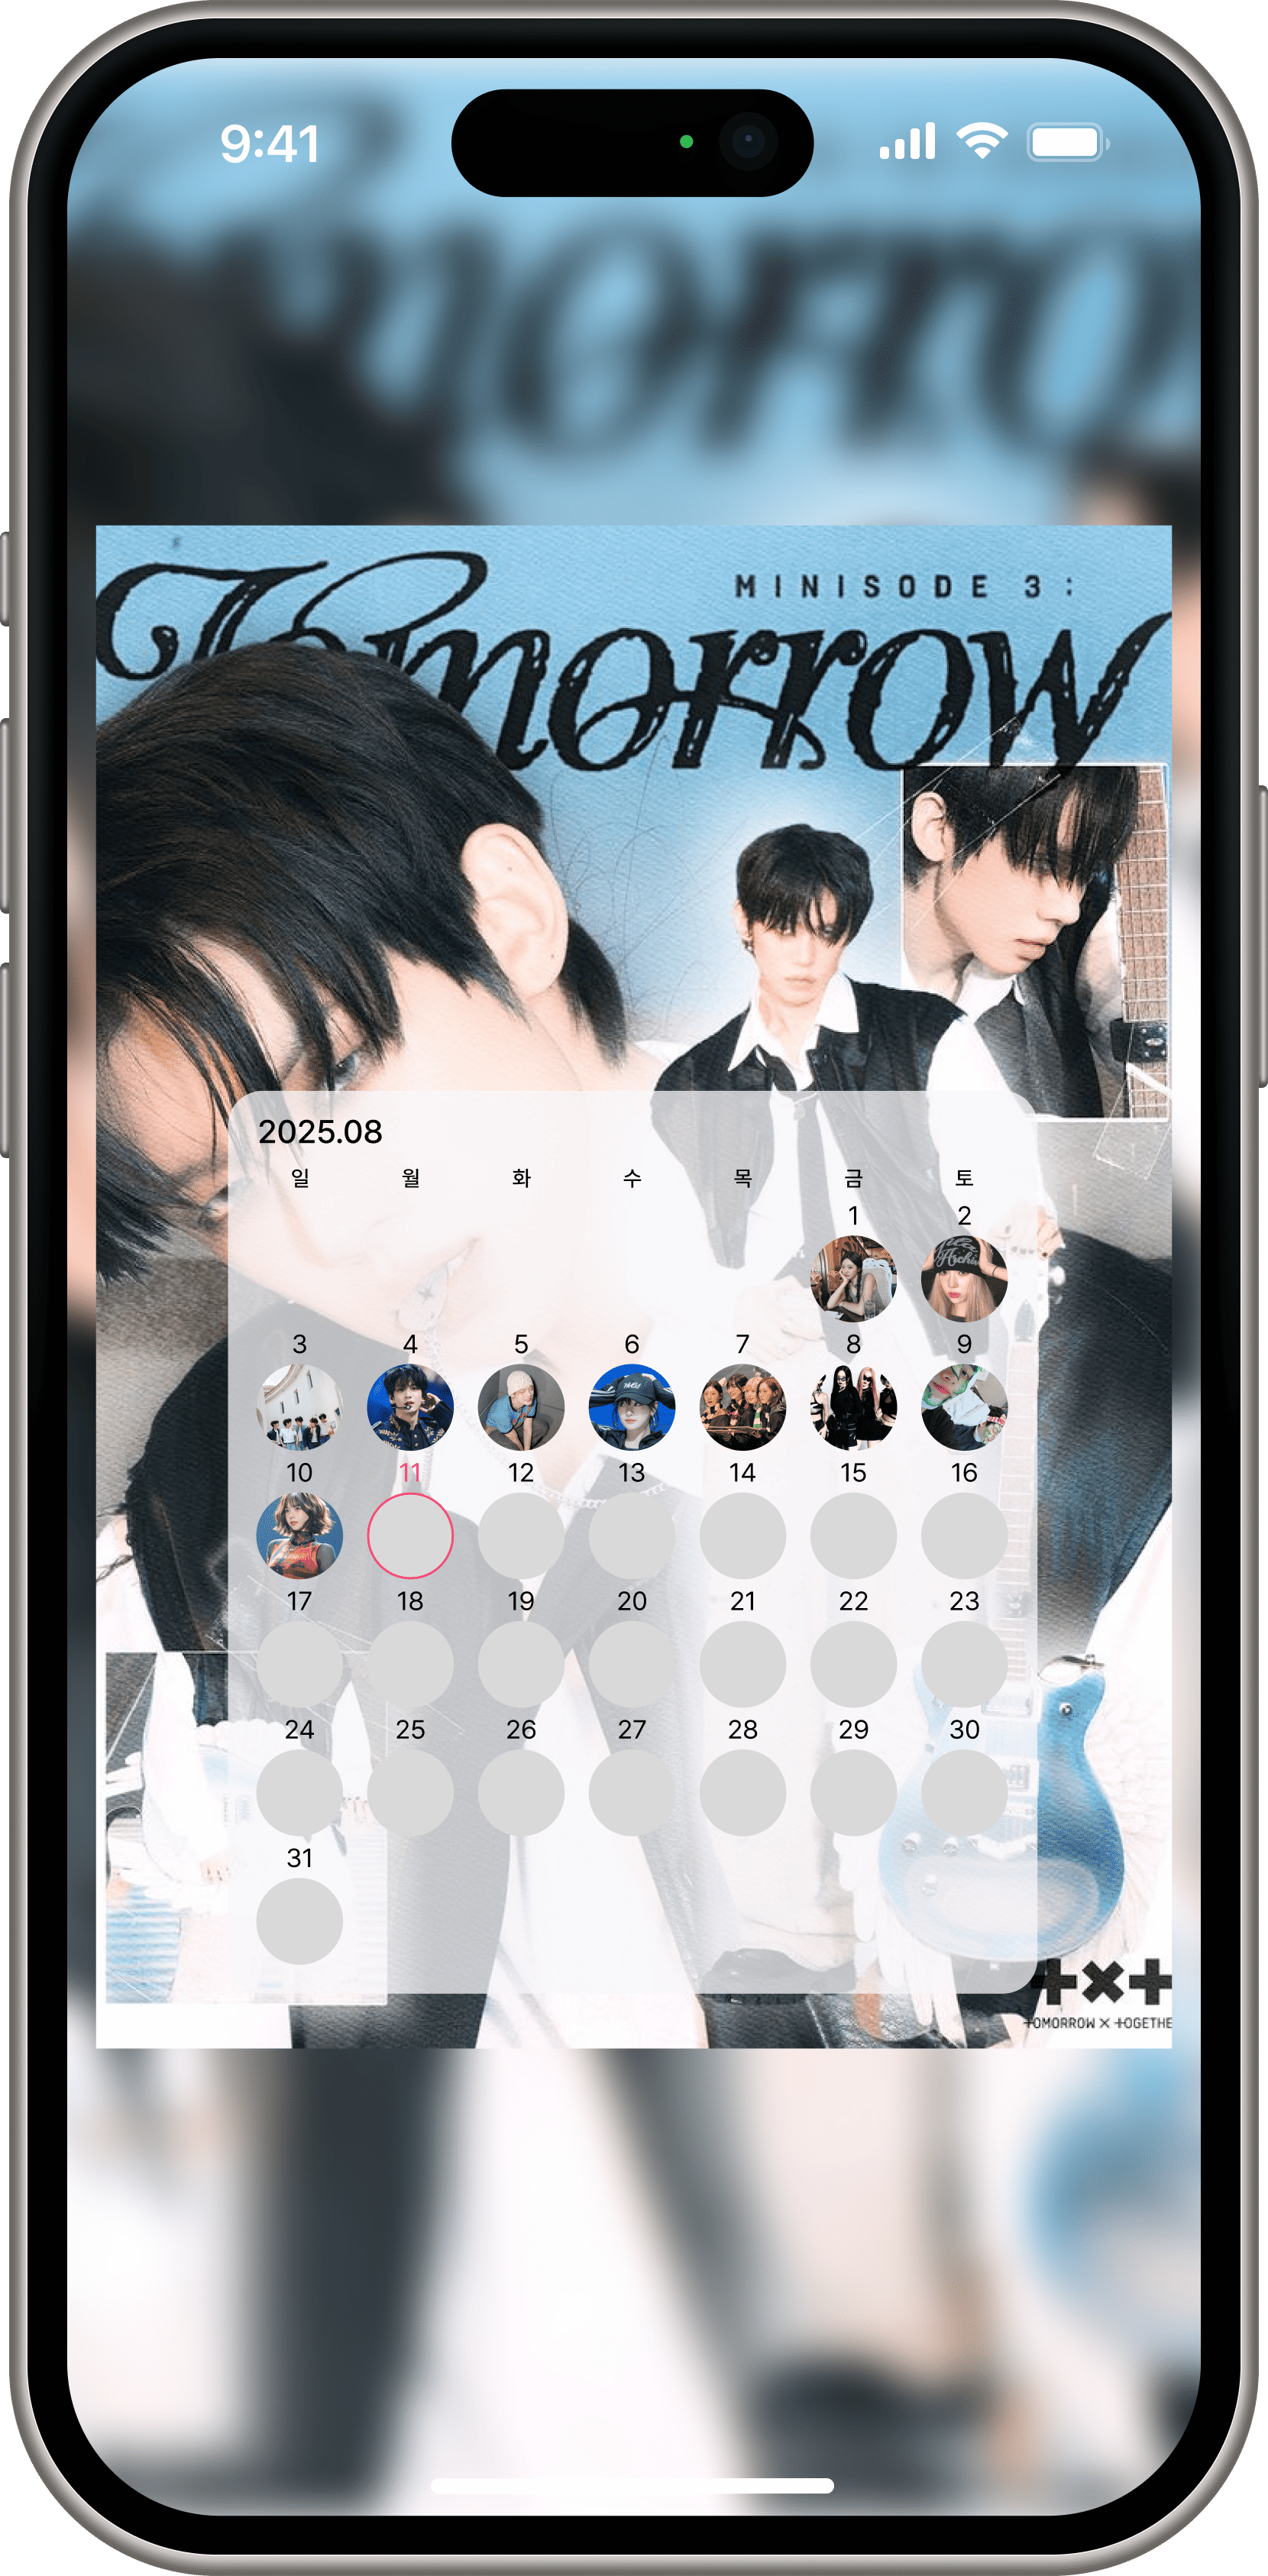 9:41
MINISODE 3:
Tomorrow
2025.08
일 월 화 수 목 금 토
1 2
3 4 5 6 7 8 9
10 11 12 13 14 15 16
17 18 19 20 21 22 23
24 25 26 27 28 29 30
31
TXT
TOMORROW X TOGETHE